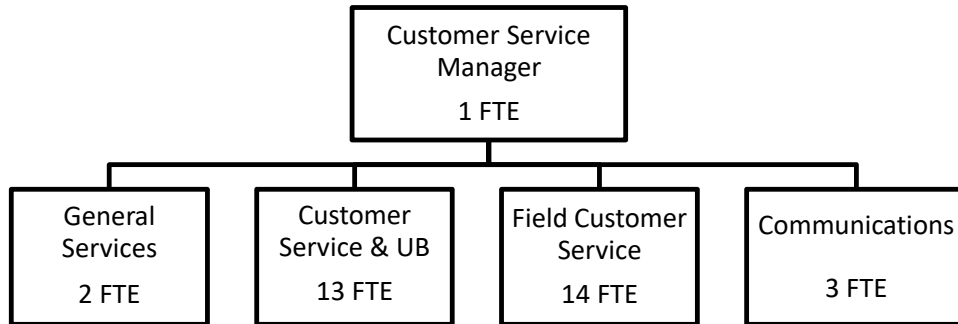 Customer Service
Manager
1 FTE
General
Services
2 FTE
Customer
Service & UB
13 FTE
Field Customer
Service
14 FTE
Communications
3 FTE